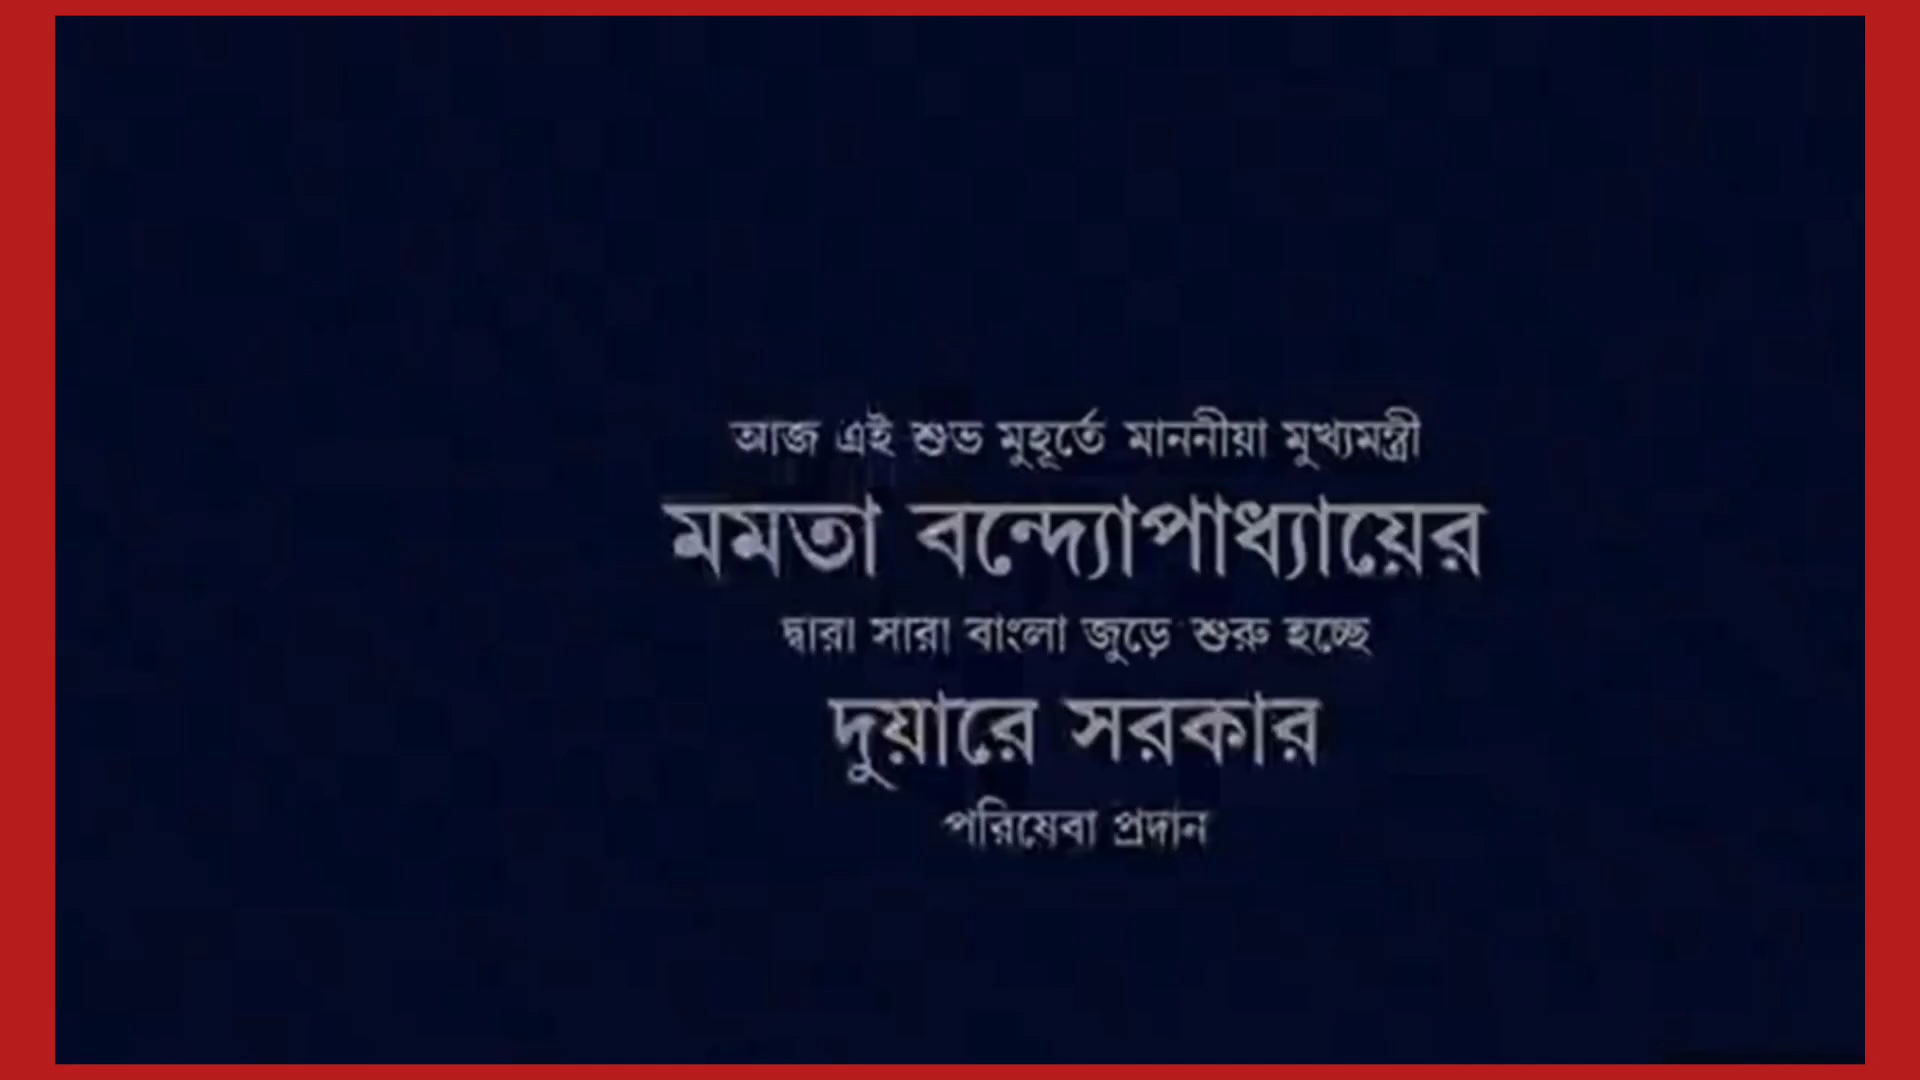 আজ এই শুভ মুহূর্তে মাননীয়া মুখ্যমন্ত্রী
মমতা বন্দ্যোপাধ্যায়ের
দ্বারা সারা বাংলা জুড়ে শুরু হচ্ছে
দুয়ারে সরকার
পরিষেবা প্রদান